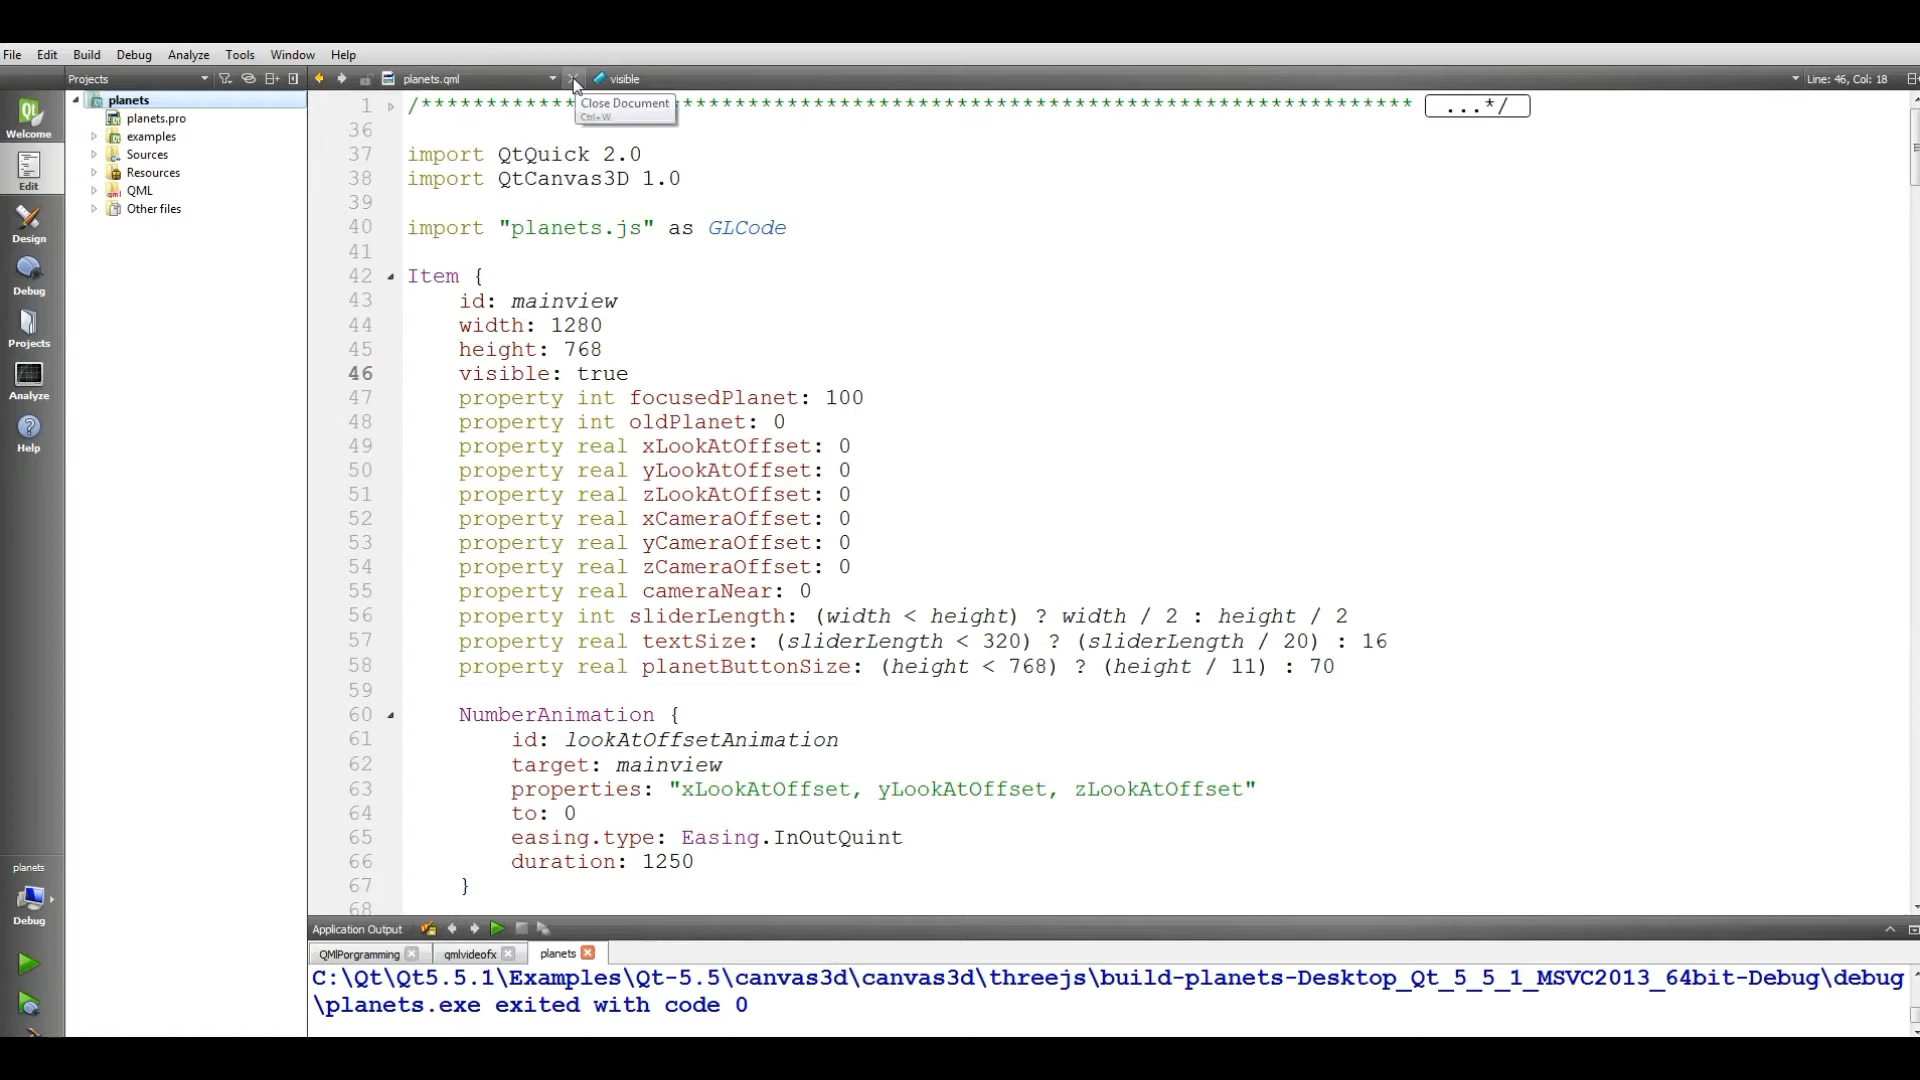 File Edit Build Debug Analyze Tools Window Help
Projects planets.qml visible Line: 46, Col: 18
Close Document
Ctrl+W
Welcome
Edit
Design
Debug
Projects
Analyze
Help
planets
Debug
planets
planets.pro
examples
Sources
Resources
QML
Other files
1 /**************************************************************************** ...*/
36
37 import QtQuick 2.0
38 import QtCanvas3D 1.0
39
40 import "planets.js" as GLCode
41
42 Item {
43 id: mainview
44 width: 1280
45 height: 768
46 visible: true
47 property int focusedPlanet: 100
48 property int oldPlanet: 0
49 property real xLookAtOffset: 0
50 property real yLookAtOffset: 0
51 property real zLookAtOffset: 0
52 property real xCameraOffset: 0
53 property real yCameraOffset: 0
54 property real zCameraOffset: 0
55 property real cameraNear: 0
56 property int sliderLength: (width < height) ? width / 2 : height / 2
57 property real textSize: (sliderLength < 320) ? (sliderLength / 20) : 16
58 property real planetButtonSize: (height < 768) ? (height / 11) : 70
59
60 NumberAnimation {
61 id: lookAtOffsetAnimation
62 target: mainview
63 properties: "xLookAtOffset, yLookAtOffset, zLookAtOffset"
64 to: 0
65 easing.type: Easing.InOutQuint
66 duration: 1250
67 }
68
Application Output
QMlPorgramming qmlvideofx planets
C:\Qt\Qt5.5.1\Examples\Qt-5.5\canvas3d\canvas3d\threejs\build-planets-Desktop_Qt_5_5_1_MSVC2013_64bit-Debug\debug
\planets.exe exited with code 0